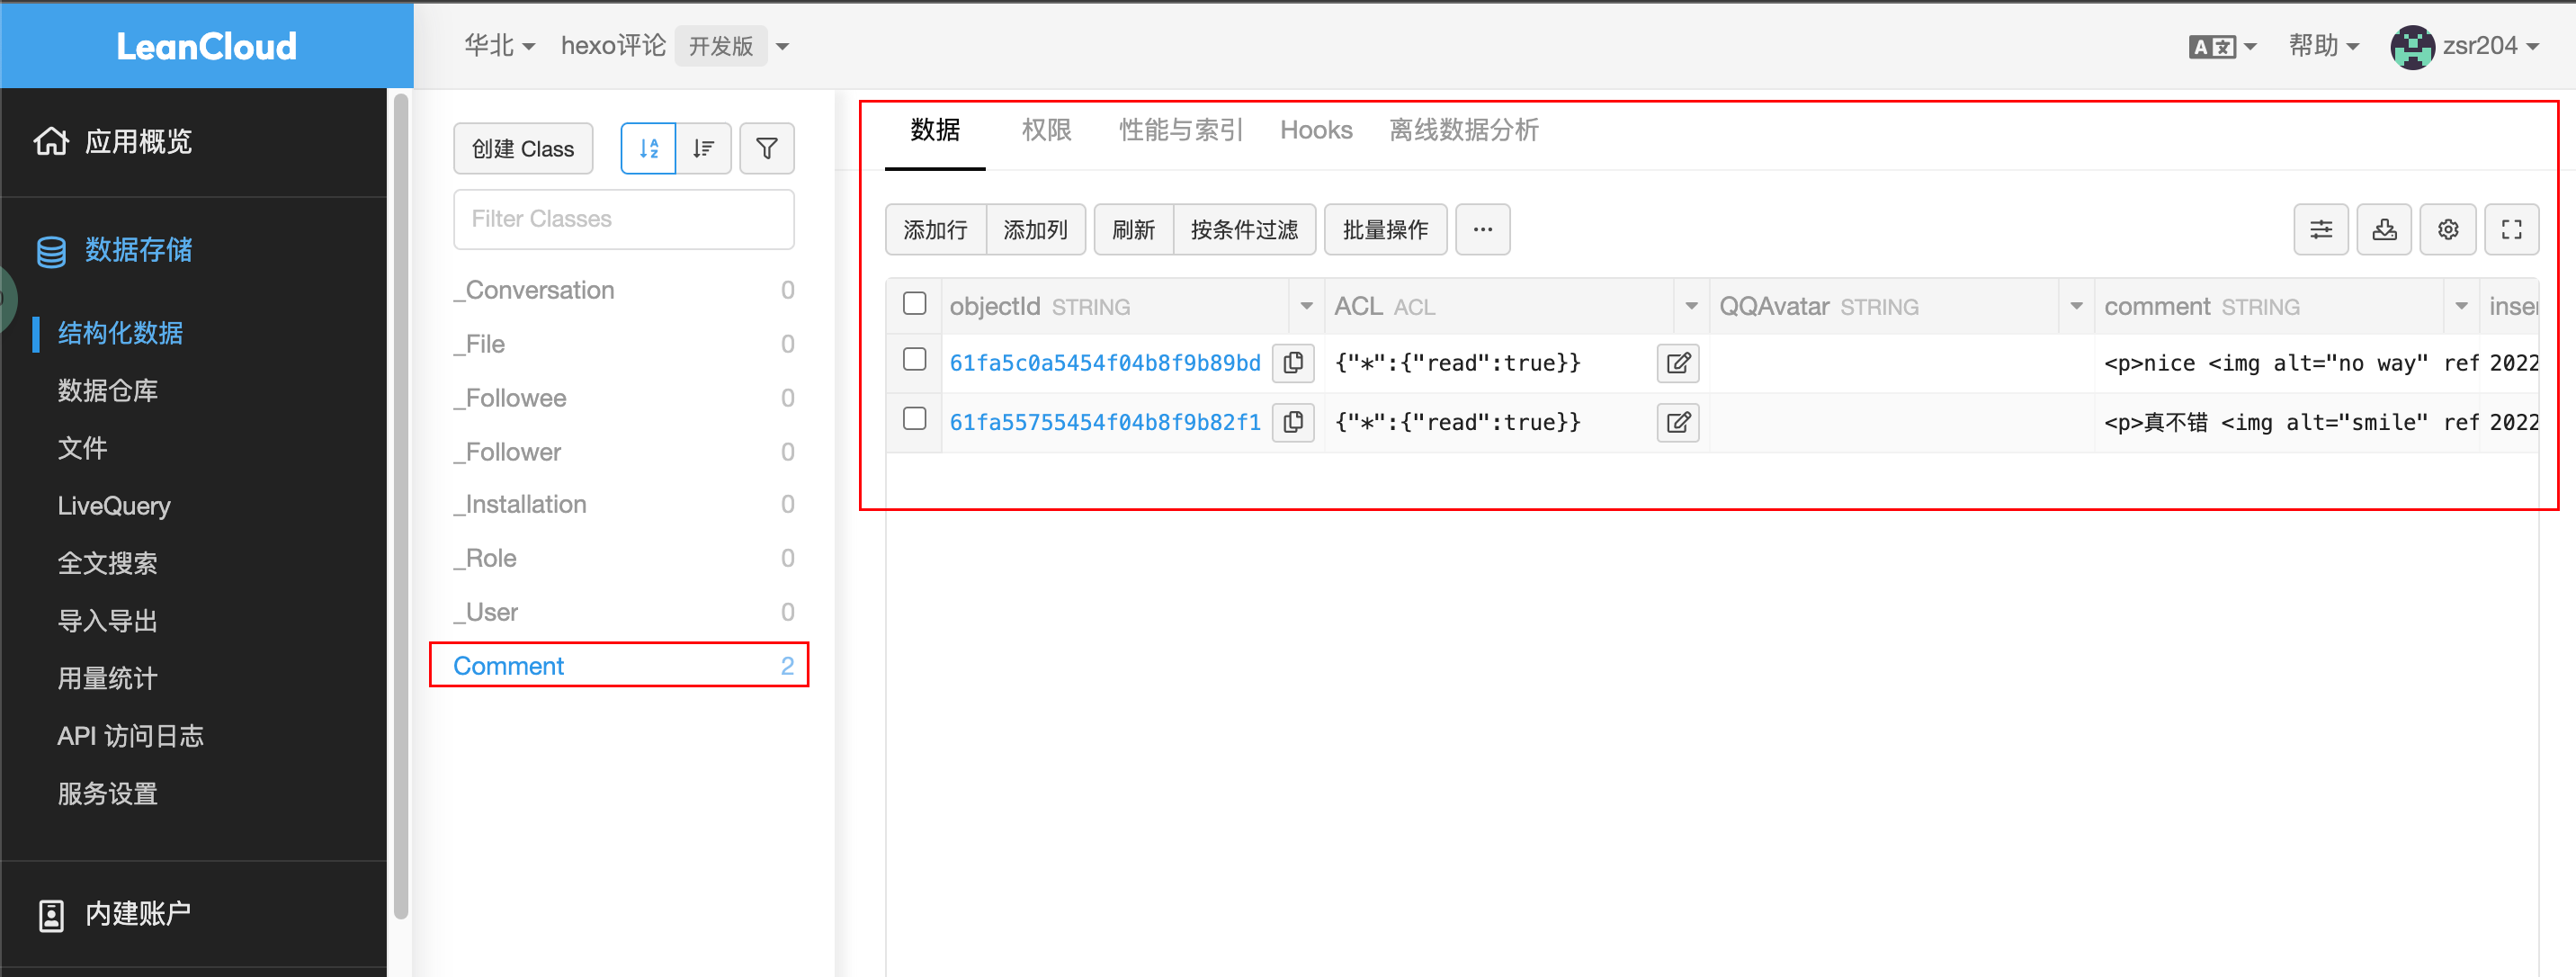 LeanCloud
华北 hexo评论 开发版 帮助 zsr204
应用概览
数据存储
结构化数据
数据仓库
文件
LiveQuery
全文搜索
导入导出
用量统计
API 访问日志
服务设置
内建账户
创建 Class
Filter Classes
_Conversation 0
_File 0
_Followee 0
_Follower 0
_Installation 0
_Role 0
_User 0
Comment 2
数据 权限 性能与索引 Hooks 离线数据分析
添加行 添加列 刷新 按条件过滤 批量操作 ...
objectId STRING ACL ACL QQAvatar STRING comment STRING inser
61fa5c0a5454f04b8f9b89bd {"*":{"read":true}} <p>nice <img alt="no way" ref 2022
61fa55755454f04b8f9b82f1 {"*":{"read":true}} <p>真不错 <img alt="smile" ref 2022